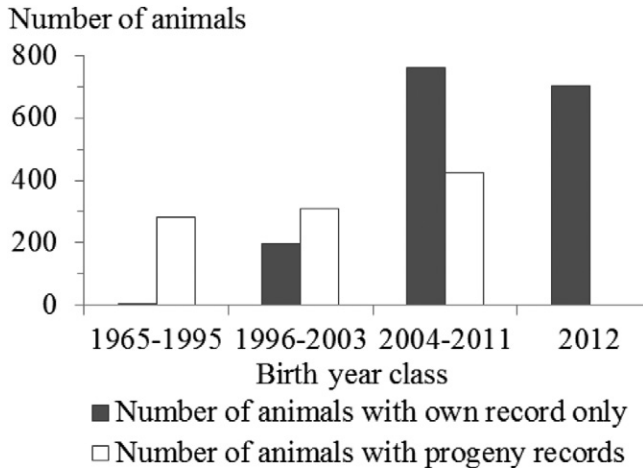 Number of animals
800
600
400
200
0
1965-1995 1996-2003 2004-2011 2012
Birth year class
Number of animals with own record only
Number of animals with progeny records